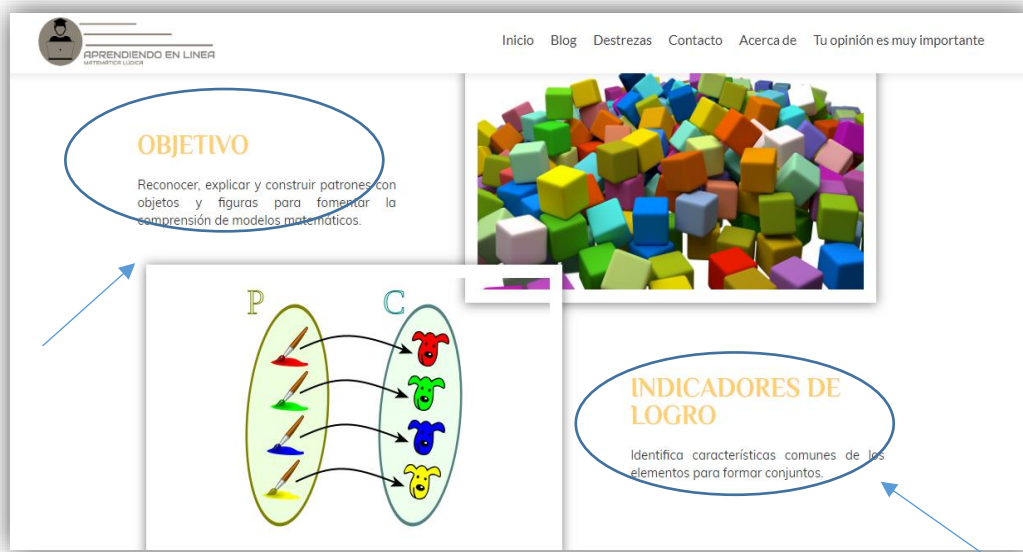 APRENDIENDO EN LINEA
MATEMÁTICA LÚDICA
Inicio Blog Destrezas Contacto Acerca de Tu opinión es muy importante
OBJETIVO
Reconocer, explicar y construir patrones con
objetos y figuras para fomentar la
comprensión de modelos matemáticos.
P C
INDICADORES DE
LOGRO
Identifica características comunes de los
elementos para formar conjuntos.